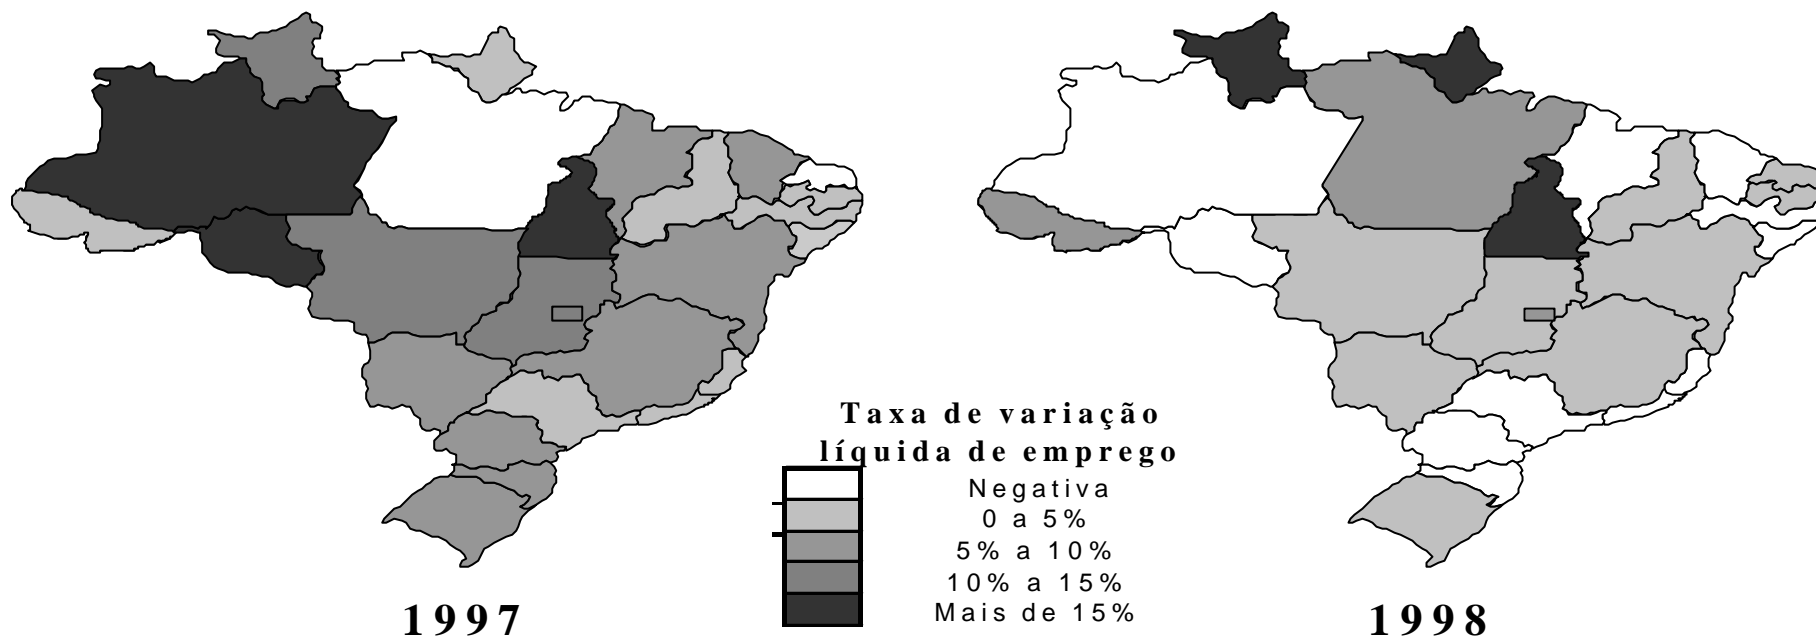 Taxa de variação
líquida de emprego
Negativa
0 a 5%
5% a 10%
10% a 15%
Mais de 15%
1997
1998